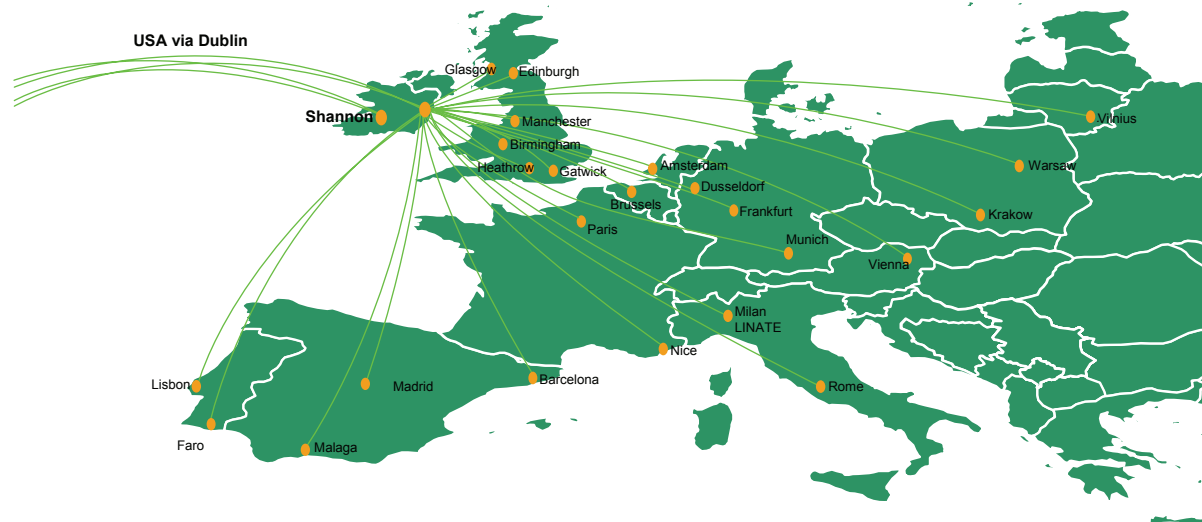 USA via Dublin
Glasgow
Edinburgh
Shannon
Manchester
Vilnius
Birmingham
Heathrow
Gatwick
Amsterdam
Warsaw
Dusseldorf
Brussels
Frankfurt
Krakow
Paris
Munich
Vienna
Milan
LINATE
Nice
Lisbon
Madrid
Barcelona
Rome
Faro
Malaga